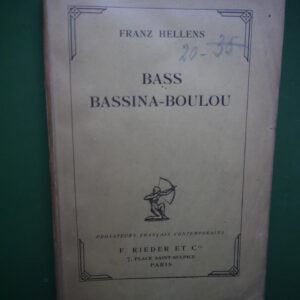 FRANZ HELLENS
20- 35-
BASS
BASSINA-BOULOU
PROSATEURS FRANÇAIS CONTEMPORAINS
F. RIEDER ET Cie
7, PLACE SAINT-SULPICE
PARIS